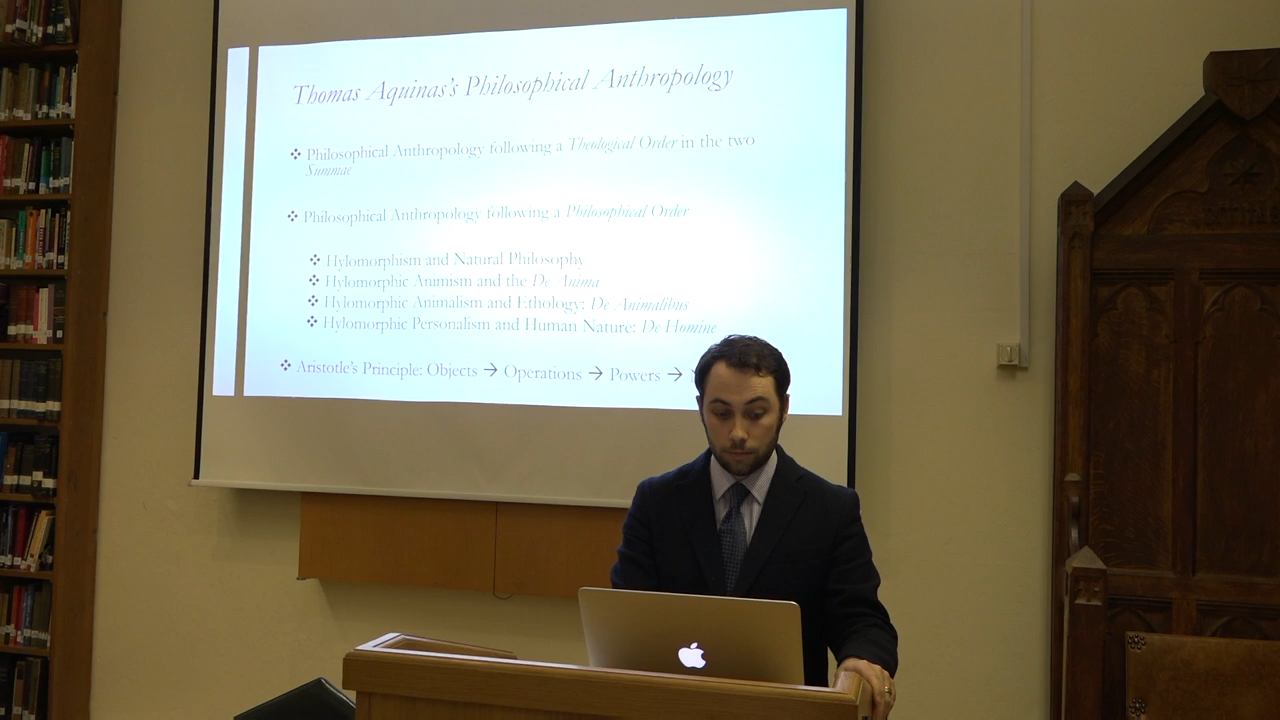 Thomas Aquinas's Philosophical Anthropology
❖ Philosophical Anthropology following a Theological Order in the two
Summae
❖ Philosophical Anthropology following a Philosophical Order
❖ Hylomorphism and Natural Philosophy
❖ Hylomorphic Animism and the De Anima
❖ Hylomorphic Animalism and Ethology: De Animalibus
❖ Hylomorphic Personalism and Human Nature: De Homine
❖ Aristotle's Principle: Objects → Operations → Powers →